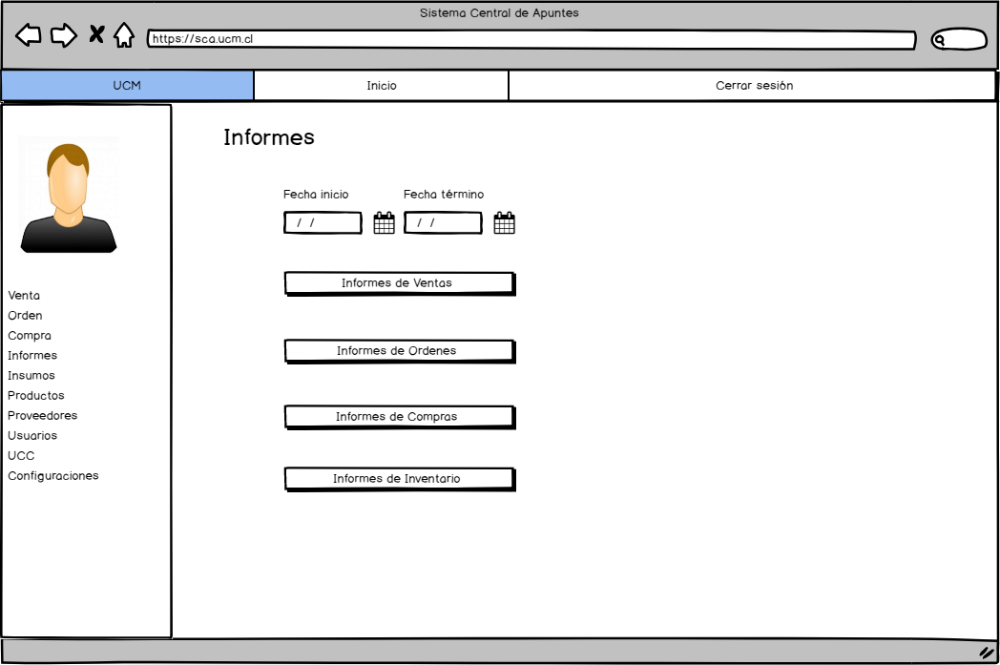 Sistema Central de Apuntes
https://sca.ucm.cl
UCM Inicio Cerrar sesión
Informes
Fecha inicio Fecha término
/ / / /
Informes de Ventas
Informes de Ordenes
Informes de Compras
Informes de Inventario
Venta
Orden
Compra
Informes
Insumos
Productos
Proveedores
Usuarios
UCC
Configuraciones